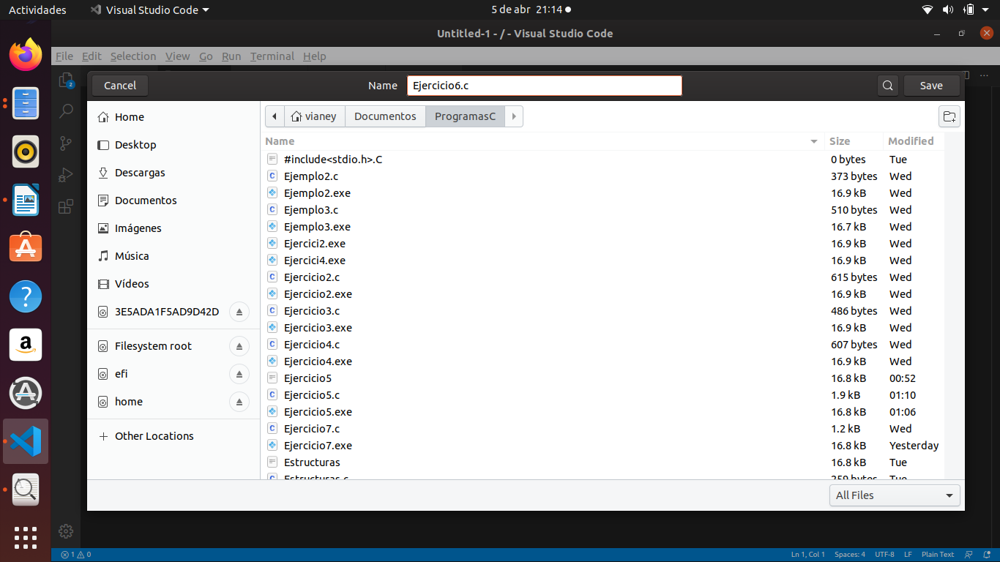 Actividades Visual Studio Code 5 de abr 21:14
Untitled-1 - / - Visual Studio Code
File Edit Selection View Go Run Terminal Help
2
Cancel Name Ejercicio6.c Save
Home
Desktop
Descargas
Documentos
Imágenes
Música
Vídeos
3E5ADA1F5AD9D42D
Filesystem root
efi
home
Other Locations
vianey Documentos ProgramasC
Name Size Modified
#include<stdio.h>.C 0 bytes Tue
Ejemplo2.c 373 bytes Wed
Ejemplo2.exe 16.9 kB Wed
Ejemplo3.c 510 bytes Wed
Ejemplo3.exe 16.7 kB Wed
Ejercici2.exe 16.9 kB Wed
Ejercici4.exe 16.9 kB Wed
Ejercicio2.c 615 bytes Wed
Ejercicio2.exe 16.9 kB Wed
Ejercicio3.c 486 bytes Wed
Ejercicio3.exe 16.9 kB Wed
Ejercicio4.c 607 bytes Wed
Ejercicio4.exe 16.9 kB Wed
Ejercicio5 16.8 kB 00:52
Ejercicio5.c 1.9 kB 01:10
Ejercicio5.exe 16.8 kB 01:06
Ejercicio7.c 1.2 kB Wed
Ejercicio7.exe 16.8 kB Yesterday
Estructuras 16.8 kB Tue
Estructuras.c 259 bytes Tue
All Files
1 0 Ln 1, Col 1 Spaces: 4 UTF-8 LF Plain Text